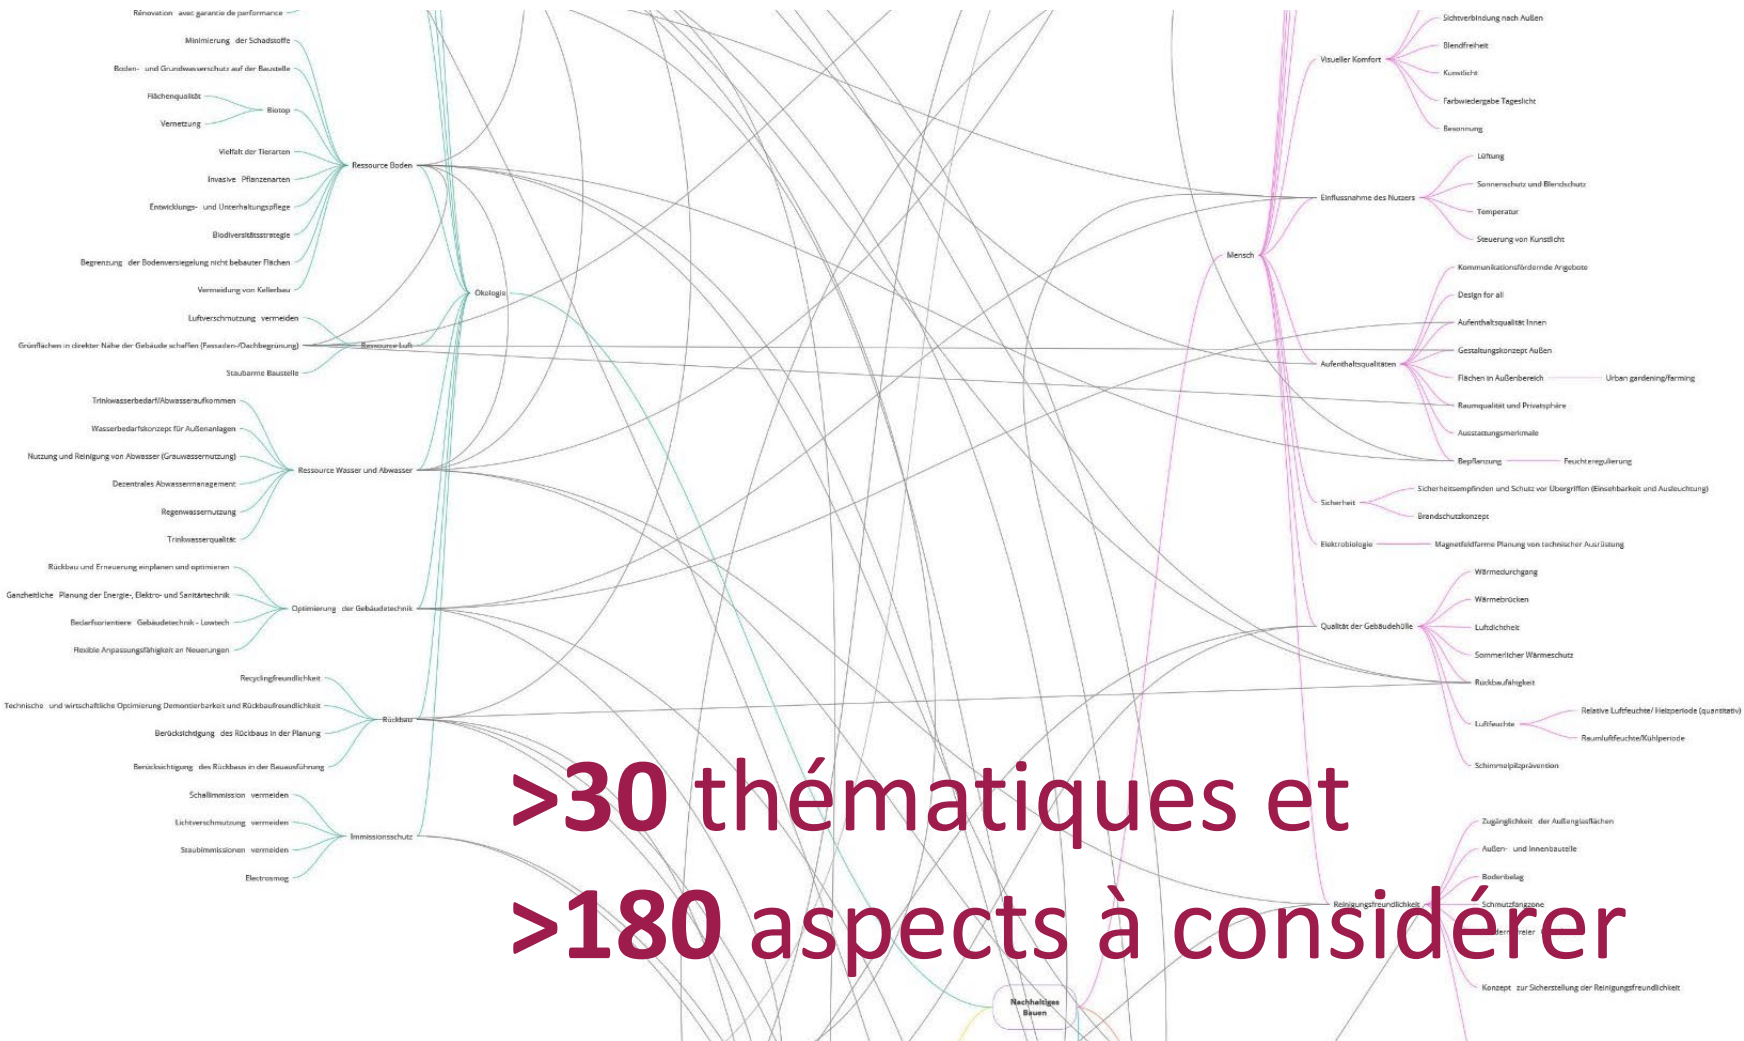 Rénovation avec garantie de performance
Minimierung der Schadstoffe
Boden- und Grundwasserschutz auf der Baustelle
Flächenqualität
Biotop
Vernetzung
Vielfalt der Tierarten
Ressource Boden
Invasive Pflanzenarten
Entwicklungs- und Unterhaltungspflege
Biodiversitätsstrategie
Begrenzung der Bodenversiegelung nicht bebauter Flächen
Vermeidung von Kellerbau
Ökologie
Luftverschmutzung vermeiden
Grünflächen in direkter Nähe der Gebäude schaffen (Fassaden-/Dachbegrünung)
Ressource Luft
Staubarme Baustelle
Trinkwasserbedarf/Abwasseraufkommen
Wasserbedarfskonzept für Außenanlagen
Nutzung und Reinigung von Abwasser (Grauwassernutzung)
Ressource Wasser und Abwasser
Dezentrales Abwassermanagement
Regenwassernutzung
Trinkwasserqualität
Rückbau und Erneuerung einplanen und optimieren
Ganzheitliche Planung der Energie-, Elektro- und Sanitärtechnik
Optimierung der Gebäudetechnik
Bedarfsorientiere Gebäudetechnik - Lowtech
Flexible Anpassungsfähigkeit an Neuerungen
Recyclingfreundlichkeit
Technische und wirtschaftliche Optimierung Demontierbarkeit und Rückbaufreundlichkeit
Rückbau
Berücksichtigung des Rückbaus in der Planung
Berücksichtigung des Rückbaus in der Bauausführung
Schallimmission vermeiden
Lichtverschmutzung vermeiden
Immissionsschutz
Staubimmissionen vermeiden
Electrosmog
Sichtverbindung nach Außen
Blendfreiheit
Visueller Komfort
Kunstlicht
Farbwiedergabe Tageslicht
Besonnung
Lüftung
Sonnenschutz und Blendschutz
Einflussnahme des Nutzers
Temperatur
Steuerung von Kunstlicht
Mensch
Kommunikationsfördernde Angebote
Design for all
Aufenthaltsqualität Innen
Gestaltungskonzept Außen
Aufenthaltsqualitäten
Flächen in Außenbereich
Urban gardening/farming
Raumqualität und Privatsphäre
Ausstattungsmerkmale
Bepflanzung
Feuchteregulierung
Sicherheit
Sicherheitsempfinden und Schutz vor Übergriffen (Einsehbarkeit und Ausleuchtung)
Brandschutzkonzept
Elektrobiologie
Magnetfeldfarme Planung von technischer Ausrüstung
Wärmedurchgang
Wärmebrücken
Qualität der Gebäudehülle
Luftdichtheit
Sommerlicher Wärmeschutz
Rückbaufähigkeit
Luftfeuchte
Relative Luftfeuchte/ Heizperiode (quantitativ)
Raumluftfeuchte/Kühlperiode
Schimmelpilzprävention
Zugänglichkeit der Außenglasflächen
Außen- und Innenbauteile
Bodenbelag
Reinigungsfreundlichkeit
Schmutzfangzone
Konzept zur Sicherstellung der Reinigungsfreundlichkeit
>30 thématiques et
>180 aspects à considérer
Nachhaltiges
Bauen